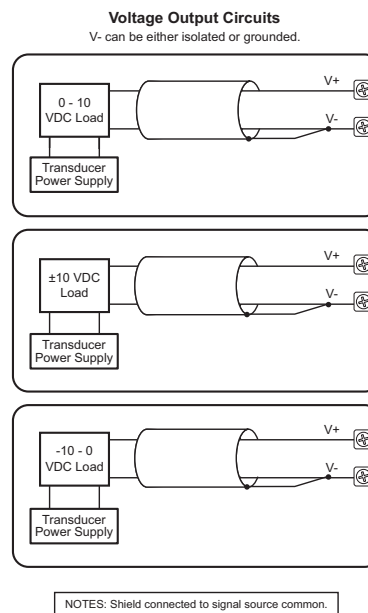 Voltage Output Circuits
V- can be either isolated or grounded.
0 - 10
VDC Load
V+
V-
Transducer
Power Supply
±10 VDC
Load
V+
V-
Transducer
Power Supply
-10 - 0
VDC Load
V+
V-
Transducer
Power Supply
NOTES: Shield connected to signal source common.